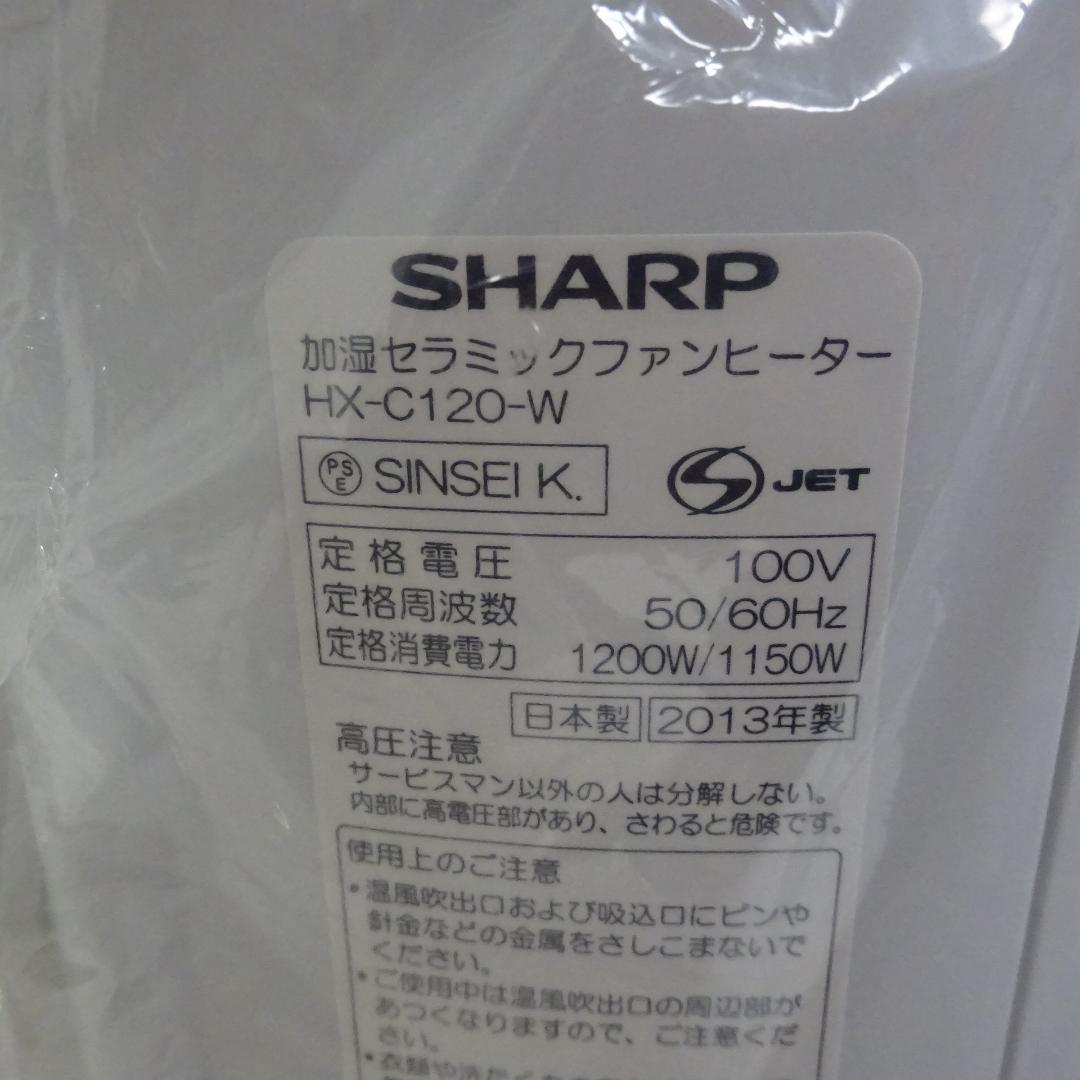 SHARP
加湿セラミックファンヒーター
HX-C120-W
PSE SINSEI K.
JET
定格電圧 100V
定格周波数 50/60Hz
定格消費電力 1200W/1150W
日本製 2013年製
高圧注意
サービスマン以外の人は分解しない。
内部に高電圧部があり、さわると危険です。
使用上のご注意
•温風吹出口および吸込口にピンや
針金などの金属をさしこまないで
ください。
•ご使用中は温風吹出口の周辺部が
あつくなりますので、ご注意くだ
さい。
•衣類や洗たく